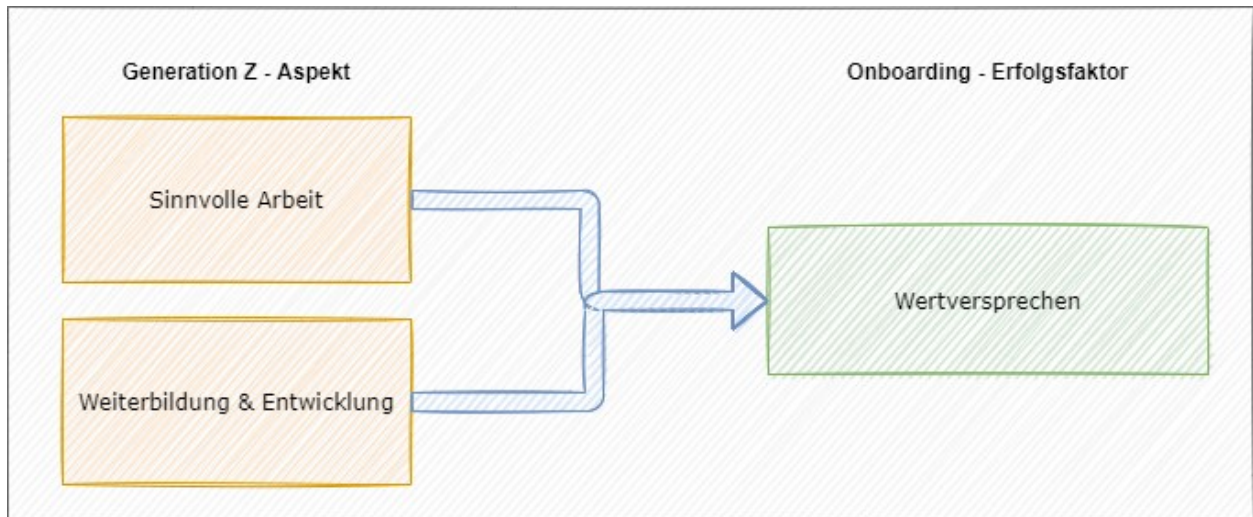 Generation Z - Aspekt
Onboarding - Erfolgsfaktor
Sinnvolle Arbeit
Wertversprechen
Weiterbildung & Entwicklung